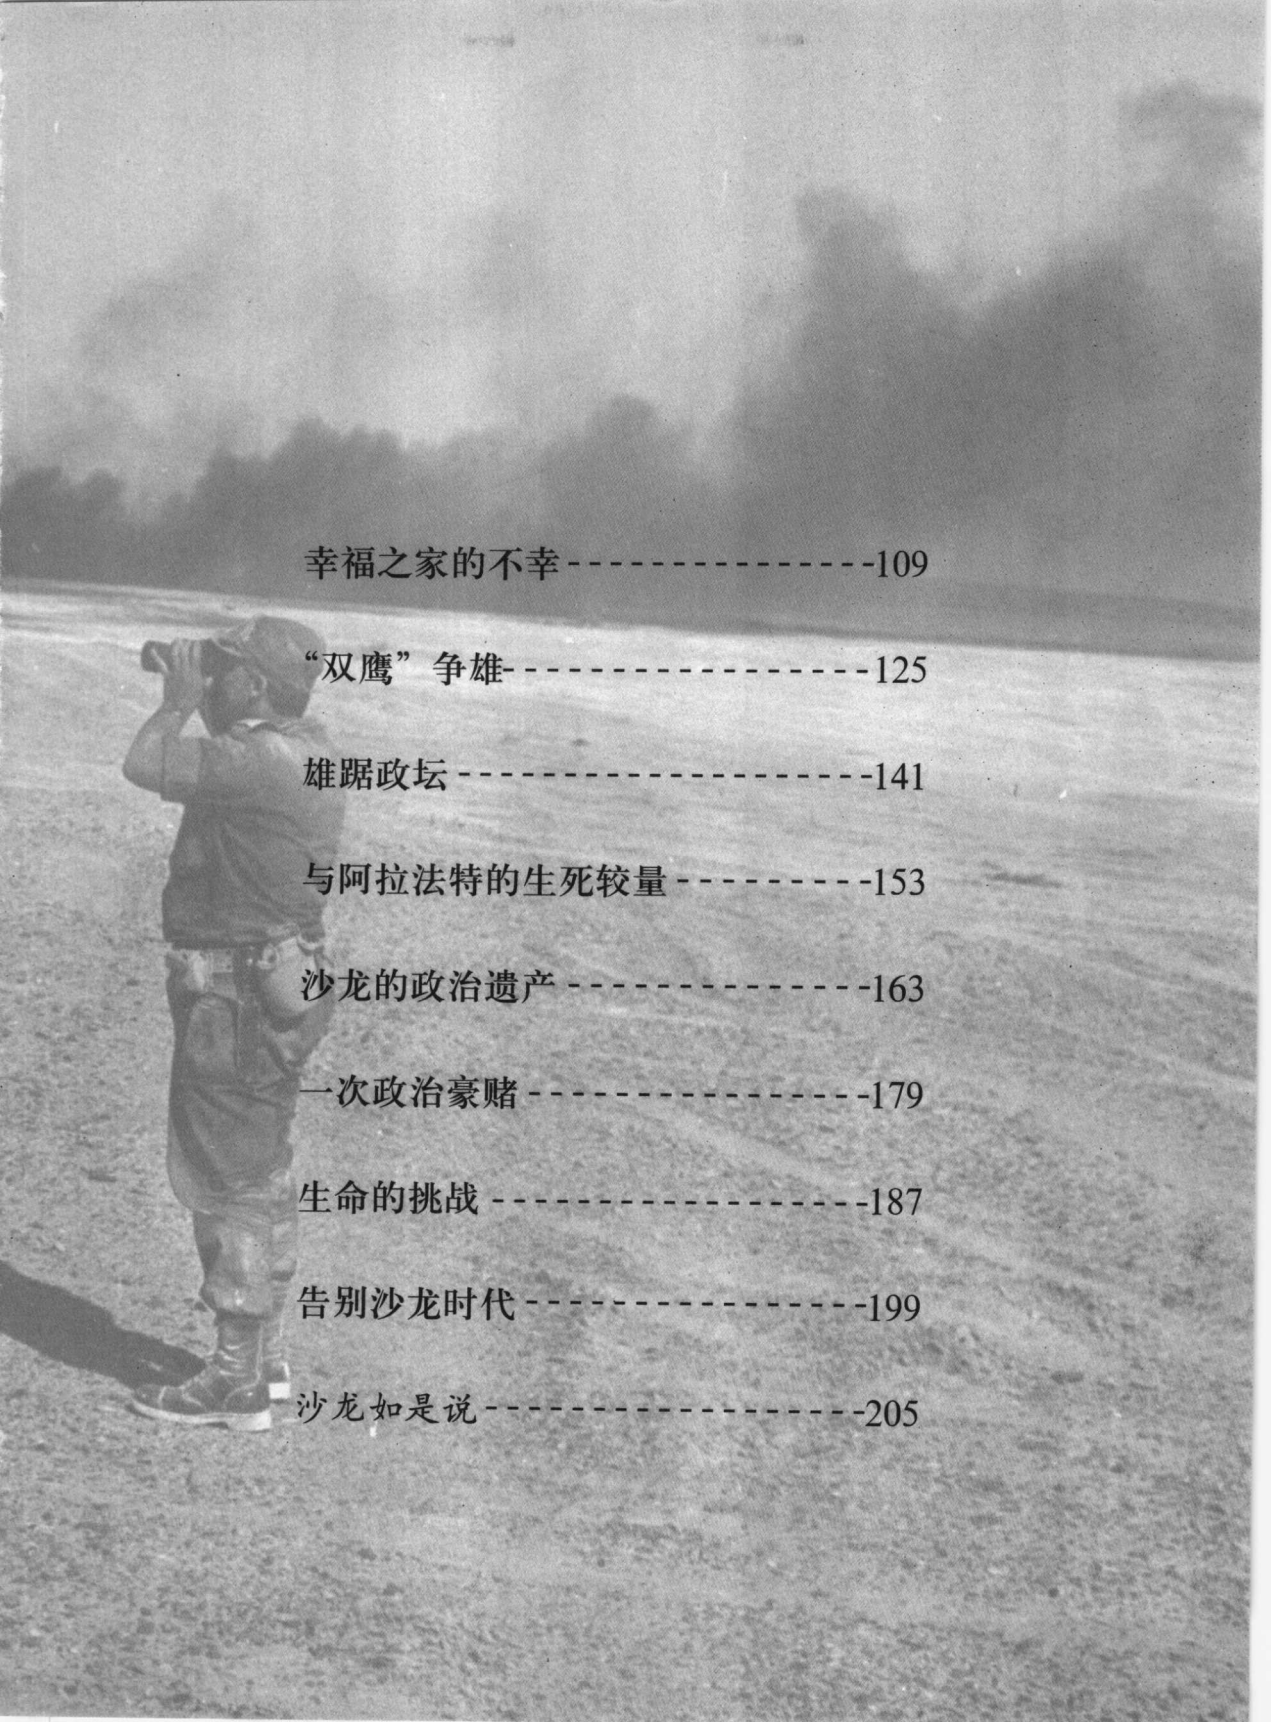 幸福之家的不幸---------------109
“双鹰”争雄-----------------125
雄踞政坛--------------------141
与阿拉法特的生死较量---------153
沙龙的政治遗产--------------163
一次政治豪赌----------------179
生命的挑战------------------187
告别沙龙时代----------------199
沙龙如是说------------------205